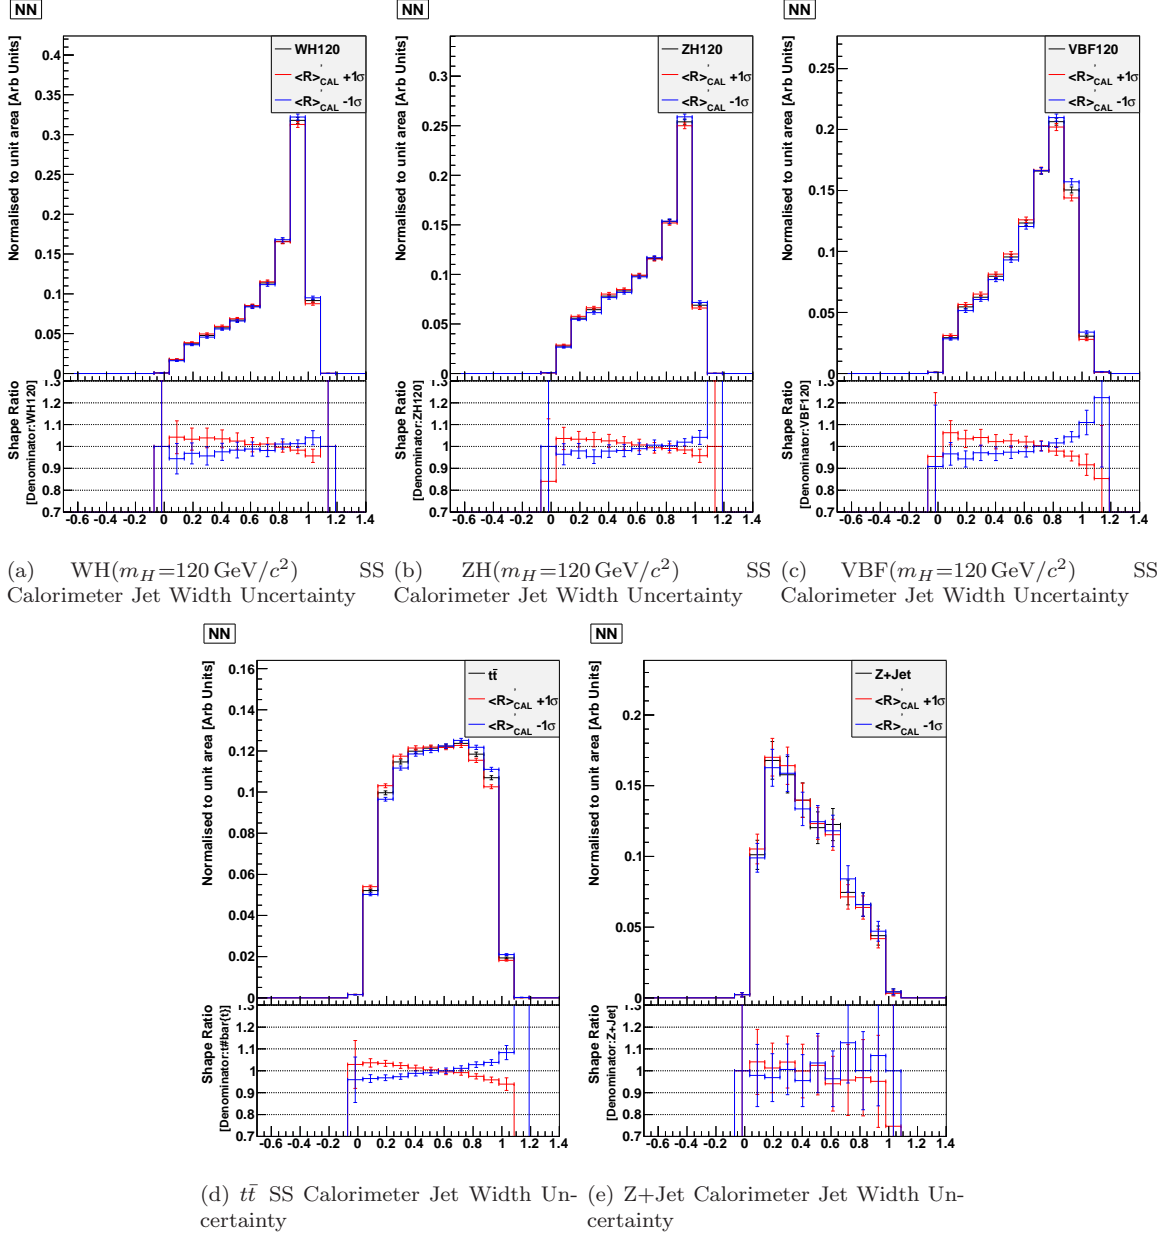 NN
Normalised to unit area [Arb Units]
0.4
0.35
0.3
0.25
0.2
0.15
0.1
0.05
0
WH120
<R>CAL +1σ
<R>CAL -1σ
Shape Ratio
[Denominator:WH120]
1.3
1.2
1.1
1
0.9
0.8
0.7
-0.6 -0.4 -0.2 0 0.2 0.4 0.6 0.8 1 1.2 1.4
(a) WH(m_H=120 GeV/c²) SS
Calorimeter Jet Width Uncertainty
NN
Normalised to unit area [Arb Units]
0.3
0.25
0.2
0.15
0.1
0.05
0
ZH120
<R>CAL +1σ
<R>CAL -1σ
Shape Ratio
[Denominator:ZH120]
1.3
1.2
1.1
1
0.9
0.8
0.7
-0.6 -0.4 -0.2 0 0.2 0.4 0.6 0.8 1 1.2 1.4
(b) ZH(m_H=120 GeV/c²) SS
Calorimeter Jet Width Uncertainty
NN
Normalised to unit area [Arb Units]
0.25
0.2
0.15
0.1
0.05
0
VBF120
<R>CAL +1σ
<R>CAL -1σ
Shape Ratio
[Denominator:VBF120]
1.3
1.2
1.1
1
0.9
0.8
0.7
-0.6 -0.4 -0.2 0 0.2 0.4 0.6 0.8 1 1.2 1.4
(c) VBF(m_H=120 GeV/c²) SS
Calorimeter Jet Width Uncertainty
NN
Normalised to unit area [Arb Units]
0.16
0.14
0.12
0.1
0.08
0.06
0.04
0.02
0
tt̄
<R>CAL +1σ
<R>CAL -1σ
Shape Ratio
[Denominator:t#bar{t}]
1.3
1.2
1.1
1
0.9
0.8
0.7
-0.6 -0.4 -0.2 0 0.2 0.4 0.6 0.8 1 1.2 1.4
(d) tt̄ SS Calorimeter Jet Width Un-
certainty
NN
Normalised to unit area [Arb Units]
0.2
0.15
0.1
0.05
0
Z+Jet
<R>CAL +1σ
<R>CAL -1σ
Shape Ratio
[Denominator:Z+Jet]
1.3
1.2
1.1
1
0.9
0.8
0.7
-0.6 -0.4 -0.2 0 0.2 0.4 0.6 0.8 1 1.2 1.4
(e) Z+Jet Calorimeter Jet Width Un-
certainty